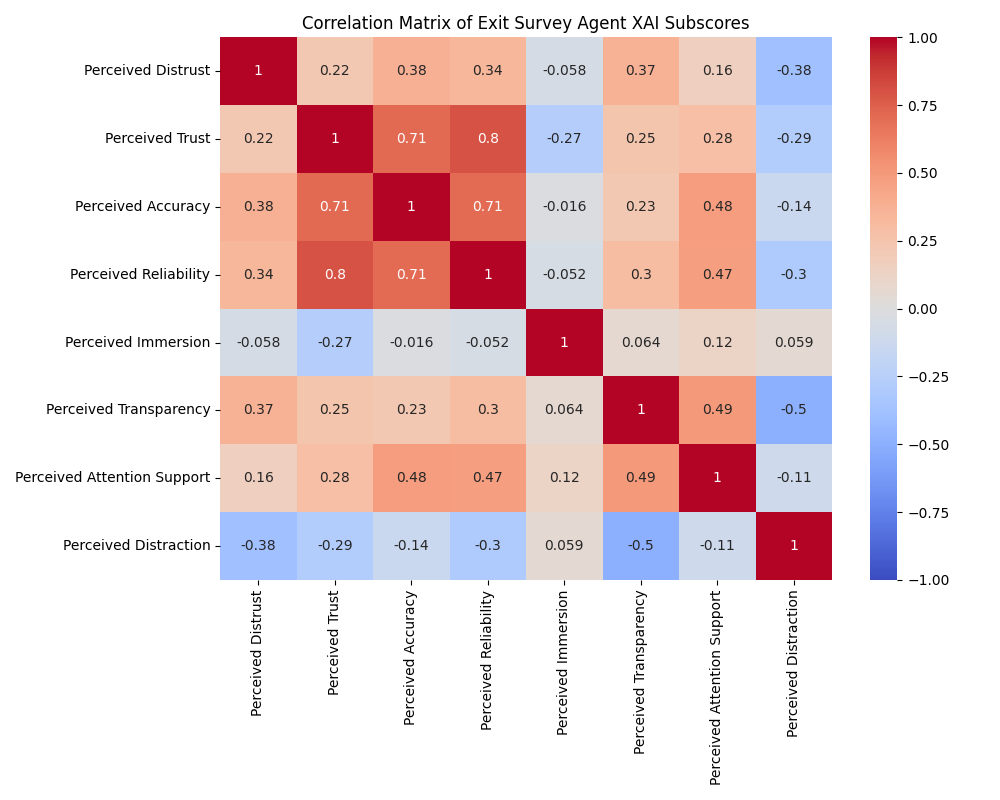 Correlation Matrix of Exit Survey Agent XAI Subscores
Perceived Distrust 1 0.22 0.38 0.34 -0.058 0.37 0.16 -0.38
Perceived Trust 0.22 1 0.71 0.8 -0.27 0.25 0.28 -0.29
Perceived Accuracy 0.38 0.71 1 0.71 -0.016 0.23 0.48 -0.14
Perceived Reliability 0.34 0.8 0.71 1 -0.052 0.3 0.47 -0.3
Perceived Immersion -0.058 -0.27 -0.016 -0.052 1 0.064 0.12 0.059
Perceived Transparency 0.37 0.25 0.23 0.3 0.064 1 0.49 -0.5
Perceived Attention Support 0.16 0.28 0.48 0.47 0.12 0.49 1 -0.11
Perceived Distraction -0.38 -0.29 -0.14 -0.3 0.059 -0.5 -0.11 1
Perceived Distrust
Perceived Trust
Perceived Accuracy
Perceived Reliability
Perceived Immersion
Perceived Transparency
Perceived Attention Support
Perceived Distraction
1.00
0.75
0.50
0.25
0.00
−0.25
−0.50
−0.75
−1.00